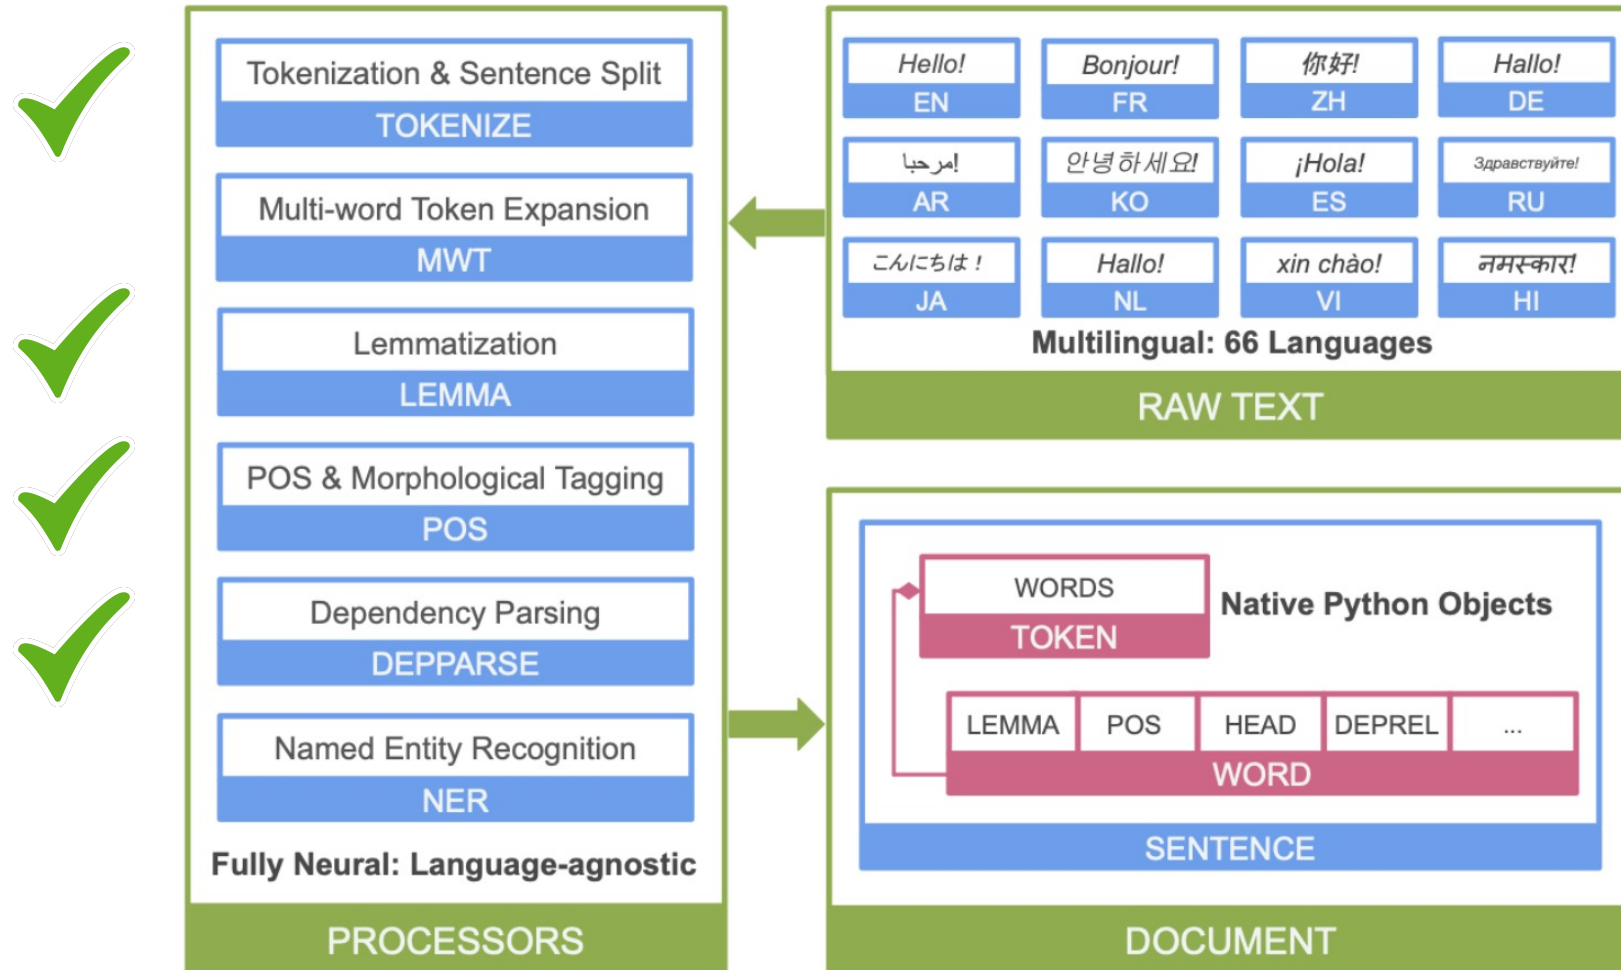 Tokenization & Sentence Split
TOKENIZE
Multi-word Token Expansion
MWT
Lemmatization
LEMMA
POS & Morphological Tagging
POS
Dependency Parsing
DEPPARSE
Named Entity Recognition
NER
Fully Neural: Language-agnostic
PROCESSORS
Hello!
EN
Bonjour!
FR
你好!
ZH
Hallo!
DE
مرحبا!
AR
안녕하세요!
KO
¡Hola!
ES
Здравствуйте!
RU
こんにちは！
JA
Hallo!
NL
xin chào!
VI
नमस्कार!
HI
Multilingual: 66 Languages
RAW TEXT
WORDS
TOKEN
Native Python Objects
LEMMA POS HEAD DEPREL ...
WORD
SENTENCE
DOCUMENT